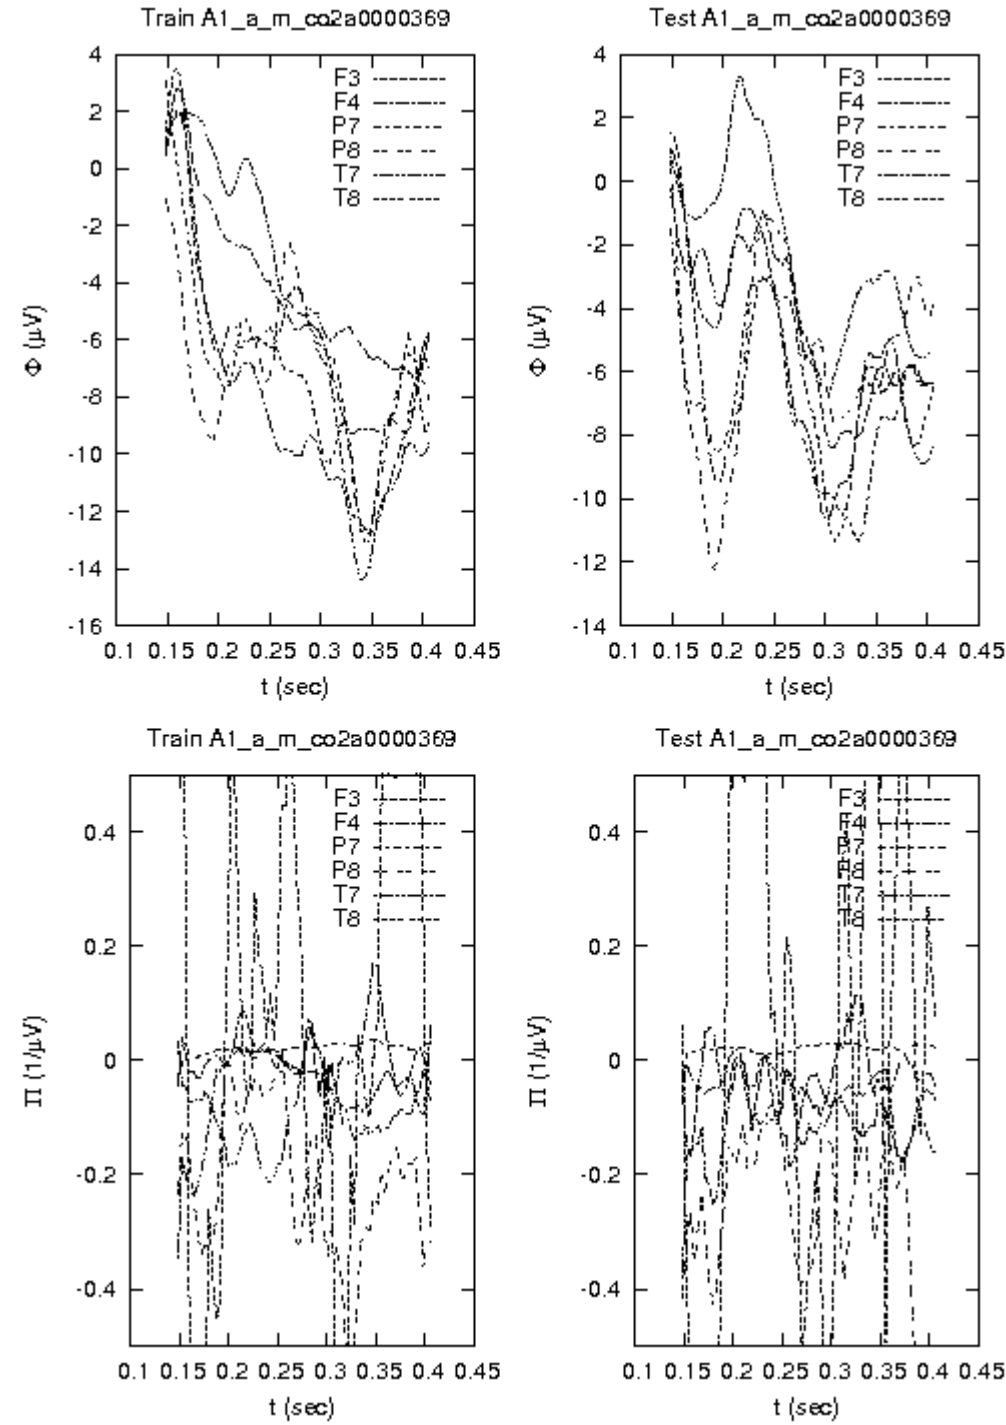 Train A1_a_m_co2a0000369
Test A1_a_m_co2a0000369
4
2
0
-2
-4
-6
-8
-10
-12
-14
-16
Φ (μV)
F3
F4
P7
P8
T7
T8
0.1 0.15 0.2 0.25 0.3 0.35 0.4 0.45
t (sec)
4
2
0
-2
-4
-6
-8
-10
-12
-14
Φ (μV)
F3
F4
P7
P8
T7
T8
0.1 0.15 0.2 0.25 0.3 0.35 0.4 0.45
t (sec)
Train A1_a_m_co2a0000369
Test A1_a_m_co2a0000369
0.4
0.2
0
-0.2
-0.4
Π (1/μV)
F3
F4
P7
P8
T7
T8
0.1 0.15 0.2 0.25 0.3 0.35 0.4 0.45
t (sec)
0.4
0.2
0
-0.2
-0.4
Π (1/μV)
F3
F4
P7
P8
T7
T8
0.1 0.15 0.2 0.25 0.3 0.35 0.4 0.45
t (sec)